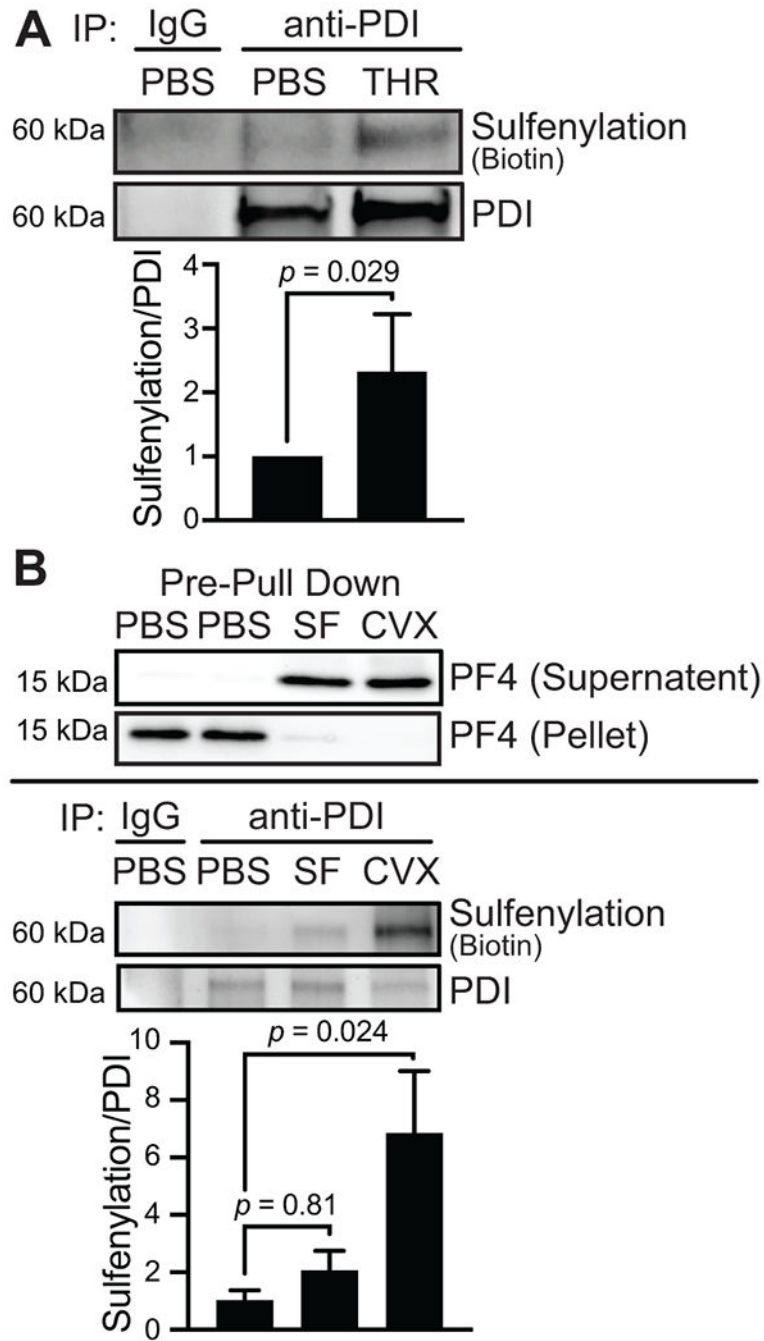 A IP: IgG anti-PDI
PBS PBS THR
60 kDa Sulfenylation
(Biotin)
60 kDa PDI
Sulfenylation/PDI
4
3
2
1
0
p = 0.029
B
Pre-Pull Down
PBS PBS SF CVX
15 kDa PF4 (Supernatent)
15 kDa PF4 (Pellet)
IP: IgG anti-PDI
PBS PBS SF CVX
60 kDa Sulfenylation
(Biotin)
60 kDa PDI
Sulfenylation/PDI
10
8
6
4
2
0
p = 0.024
p = 0.81